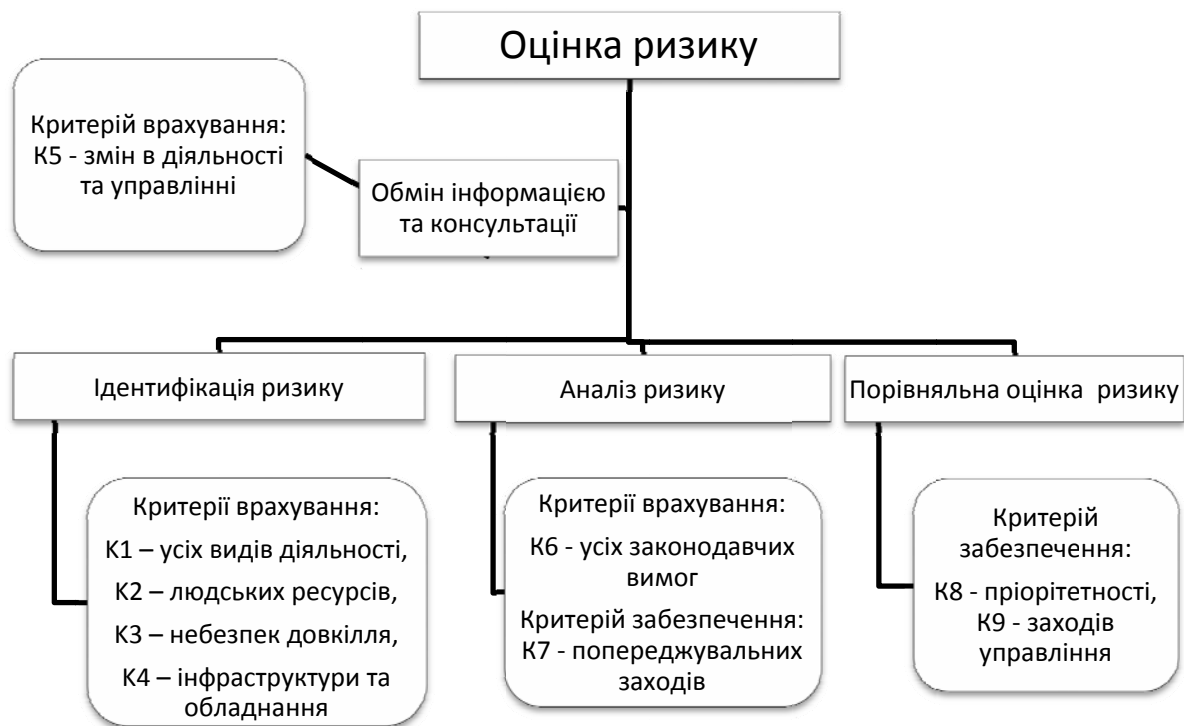 Оцінка ризику
Критерій врахування:
К5 - змін в діяльності
та управлінні
Обмін інформацією
та консультації
Ідентифікація ризику
Аналіз ризику
Порівняльна оцінка ризику
Критерії врахування:
К1 – усіх видів діяльності,
К2 – людських ресурсів,
К3 – небезпек довкілля,
К4 – інфраструктури та
обладнання
Критерії врахування:
К6 - усіх законодавчих
вимог
Критерій забезпечення:
К7 - попереджувальних
заходів
Критерій
забезпечення:
К8 - пріорітетності,
К9 - заходів
управління